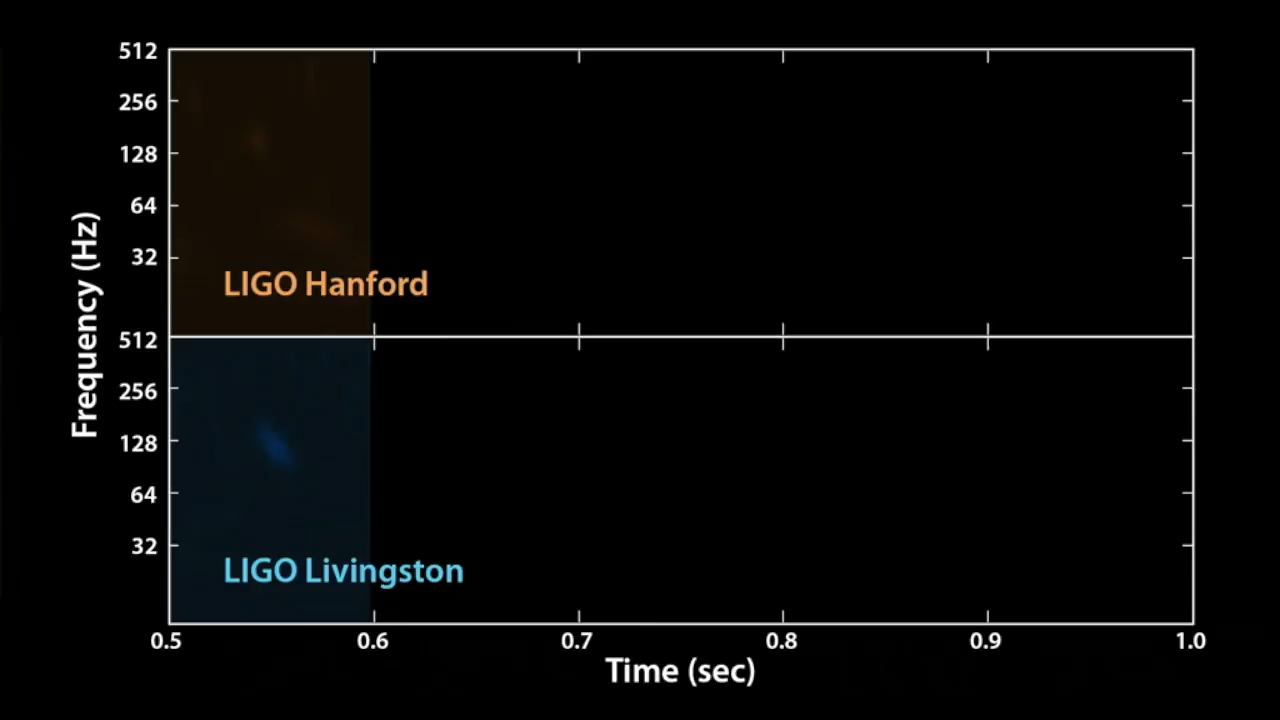 Frequency (Hz)
512
256
128
64
32
LIGO Hanford
512
256
128
64
32
LIGO Livingston
0.5 0.6 0.7 0.8 0.9 1.0
Time (sec)